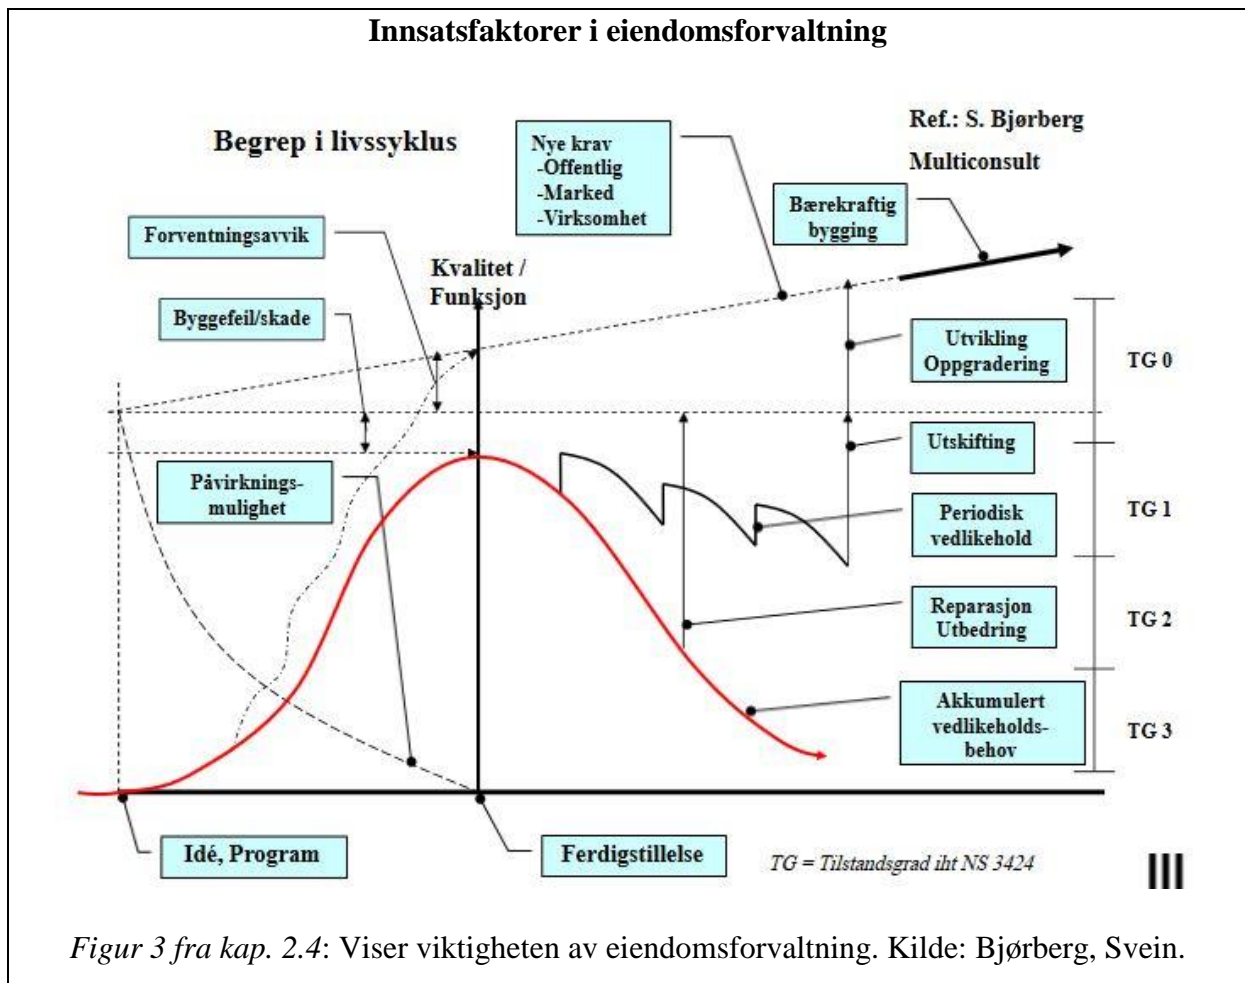 Innsatsfaktorer i eiendomsforvaltning
Begrep i livssyklus
Nye krav
-Offentlig
-Marked
-Virksomhet
Ref.: S. Bjørberg
Multiconsult
Bærekraftig
bygging
Forventningsavvik
Kvalitet /
Funksjon
Byggefeil/skade
Utvikling
Oppgradering
TG 0
Utskifting
Påvirknings-
mulighet
Periodisk
vedlikehold
TG 1
Reparasjon
Utbedring
TG 2
Akkumulert
vedlikeholds-
behov
TG 3
Idé, Program
Ferdigstillelse
TG = Tilstandsgrad iht NS 3424
Figur 3 fra kap. 2.4: Viser viktigheten av eiendomsforvaltning. Kilde: Bjørberg, Svein.